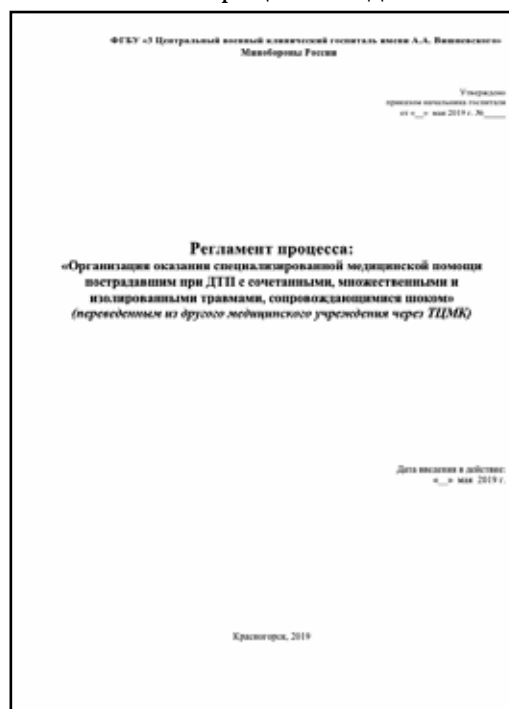 ФГБУ «3 Центральный военный клинический госпиталь имени А.А. Вишневского»
Минобороны России
Утверждено
приказом начальника госпиталя
от «__» мая 2019 г. №_____
Регламент процесса:
«Организация оказания специализированной медицинской помощи
пострадавшим при ДТП с сочетанными, множественными и
изолированными травмами, сопровождающимися шоком»
(переведенным из другого медицинского учреждения через ТЦМК)
Дата введения в действие:
«__» мая 2019 г.
Красногорск, 2019